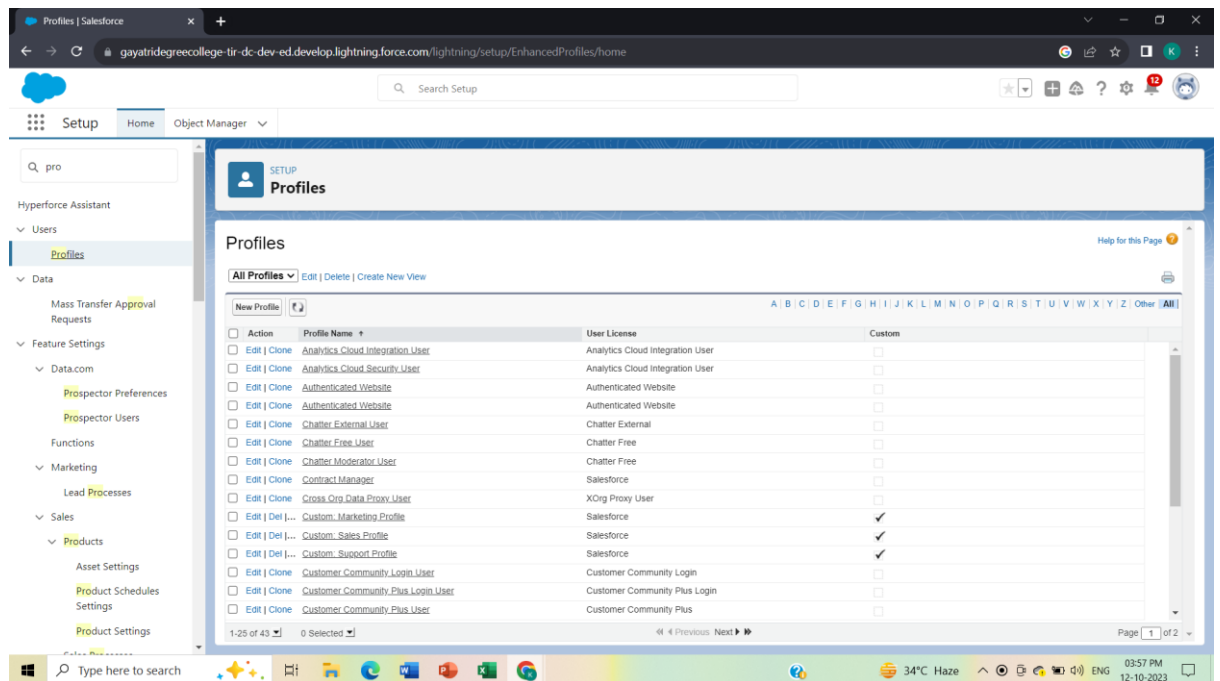 Profiles | Salesforce
gayatridegreecollege-tir-dc-dev-ed.develop.lightning.force.com/lightning/setup/EnhancedProfiles/home
K
Search Setup
12
Setup Home Object Manager
pro
Hyperforce Assistant
Users
Profiles
Data
Mass Transfer Approval
Requests
Feature Settings
Data.com
Prospector Preferences
Prospector Users
Functions
Marketing
Lead Processes
Sales
Products
Asset Settings
Product Schedules
Settings
Product Settings
Sales Processes
SETUP
Profiles
Profiles
Help for this Page
All Profiles Edit | Delete | Create New View
New Profile A | B | C | D | E | F | G | H | I | J | K | L | M | N | O | P | Q | R | S | T | U | V | W | X | Y | Z | Other | All
Action Profile Name User License Custom
Edit | Clone Analytics Cloud Integration User Analytics Cloud Integration User
Edit | Clone Analytics Cloud Security User Analytics Cloud Integration User
Edit | Clone Authenticated Website Authenticated Website
Edit | Clone Authenticated Website Authenticated Website
Edit | Clone Chatter External User Chatter External
Edit | Clone Chatter Free User Chatter Free
Edit | Clone Chatter Moderator User Chatter Free
Edit | Clone Contract Manager Salesforce
Edit | Clone Cross Org Data Proxy User XOrg Proxy User
Edit | Del |... Custom: Marketing Profile Salesforce
Edit | Del |... Custom: Sales Profile Salesforce
Edit | Del |... Custom: Support Profile Salesforce
Edit | Clone Customer Community Login User Customer Community Login
Edit | Clone Customer Community Plus Login User Customer Community Plus Login
Edit | Clone Customer Community Plus User Customer Community Plus
1-25 of 43 0 Selected Previous Next Page 1 of 2
Type here to search 34°C Haze ENG 03:57 PM
12-10-2023